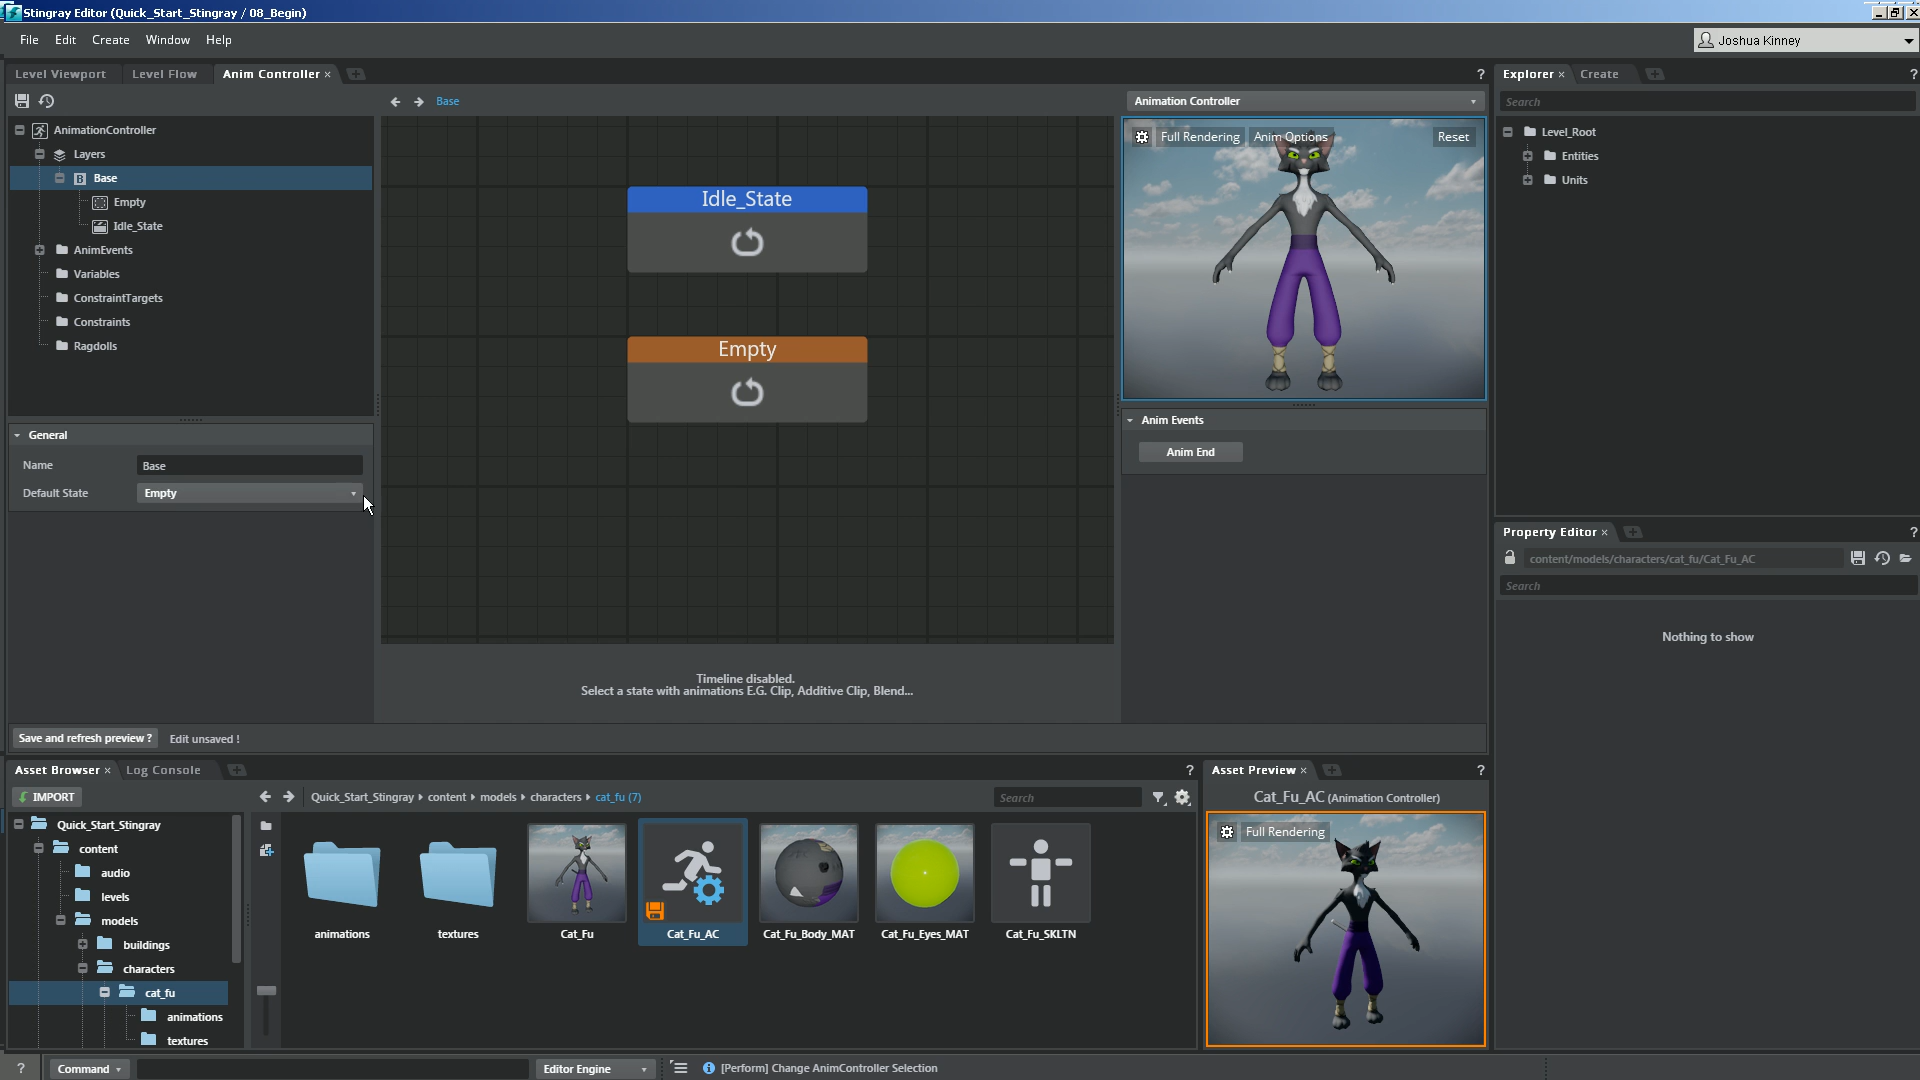 Stingray Editor (Quick_Start_Stingray / 08_Begin)
File Edit Create Window Help
Joshua Kinney
Level Viewport Level Flow Anim Controller ×
?
Explorer × Create
?
Base
Animation Controller
Search
AnimationController
Layers
B Base
Empty
Idle_State
AnimEvents
Variables
ConstraintTargets
Constraints
Ragdolls
Idle_State
Empty
Full Rendering Anim Options Reset
Level_Root
Entities
Units
Anim Events
Anim End
General
Name Base
Default State Empty
Property Editor ×
?
content/models/characters/cat_fu/Cat_Fu_AC
Search
Nothing to show
Timeline disabled.
Select a state with animations E.G. Clip, Additive Clip, Blend...
Save and refresh preview ? Edit unsaved !
Asset Browser × Log Console
?
Asset Preview ×
?
IMPORT
Quick_Start_Stingray content models characters cat_fu (7)
Search
Cat_Fu_AC (Animation Controller)
Quick_Start_Stingray
content
audio
levels
models
buildings
characters
cat_fu
animations
textures
animations
textures
Cat_Fu
Cat_Fu_AC
Cat_Fu_Body_MAT
Cat_Fu_Eyes_MAT
Cat_Fu_SKLTN
Full Rendering
? Command
Editor Engine
[Perform] Change AnimController Selection